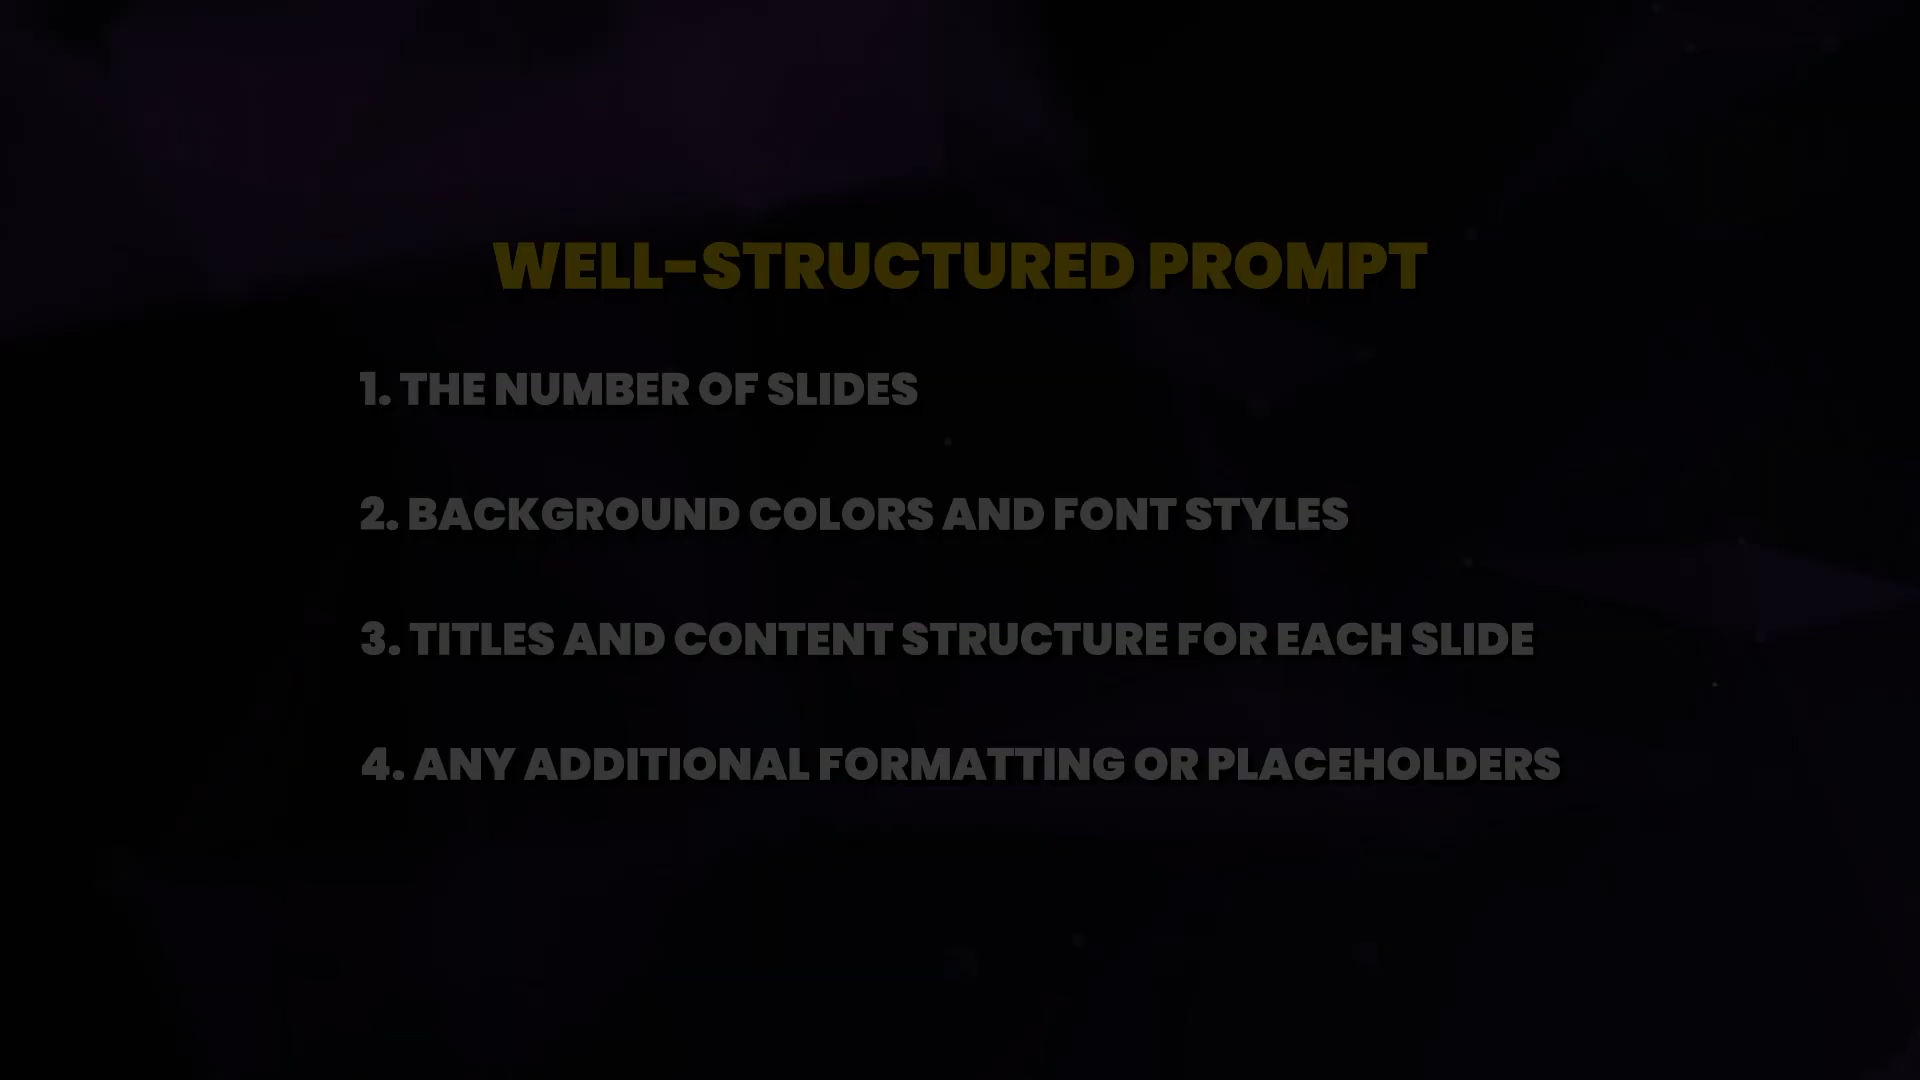 WELL-STRUCTURED PROMPT
1. THE NUMBER OF SLIDES
2. BACKGROUND COLORS AND FONT STYLES
3. TITLES AND CONTENT STRUCTURE FOR EACH SLIDE
4. ANY ADDITIONAL FORMATTING OR PLACEHOLDERS